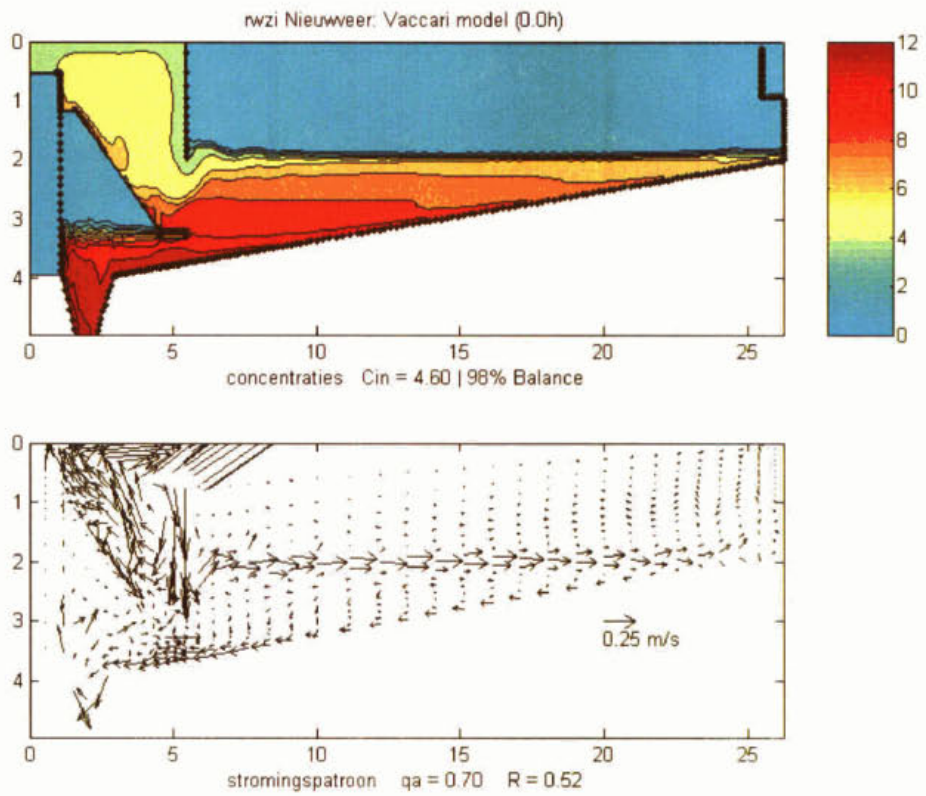 rwzi Nieuwveer: Vaccari model (0.0h)
0
1
2
3
4
0 5 10 15 20 25
12
10
8
6
4
2
0
concentraties Cin = 4.60 | 98% Balance
0
1
2
3
4
0.25 m/s
0 5 10 15 20 25
stromingspatroon qa = 0.70 R = 0.52